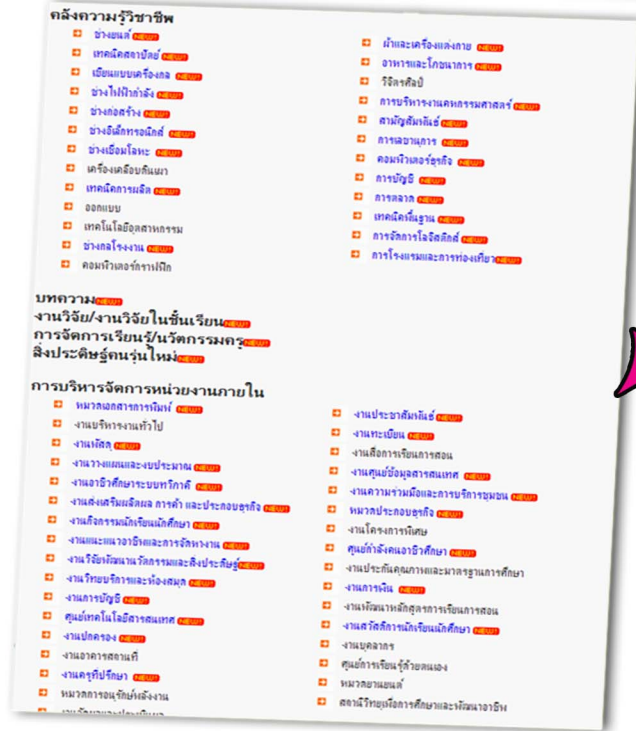 คลังความรู้วิชาชีพ
ช่างยนต์ NEW!!
เทคนิคสถาปัตย์ NEW!!
เขียนแบบเครื่องกล NEW!!
ช่างไฟฟ้ากำลัง NEW!!
ช่างก่อสร้าง NEW!!
ช่างอิเล็กทรอนิกส์ NEW!!
ช่างเชื่อมโลหะ NEW!!
เครื่องเคลือบดินเผา
เทคนิคการผลิต NEW!!
ออกแบบ
เทคโนโลยีอุตสาหกรรม
ช่างกลโรงงาน NEW!!
คอมพิวเตอร์กราฟฟิก
ผ้าและเครื่องแต่งกาย NEW!!
อาหารและโภชนาการ NEW!!
วิจิตรศิลป์
การบริหารงานคหกรรมศาสตร์ NEW!!
สามัญสัมพันธ์ NEW!!
การเลขานุการ NEW!!
คอมพิวเตอร์ธุรกิจ NEW!!
การบัญชี NEW!!
การตลาด NEW!!
เทคนิคพื้นฐาน NEW!!
การจัดการโลจิสติกส์ NEW!!
การโรงแรมและการท่องเที่ยว NEW!!
บทความ NEW!!
งานวิจัย/งานวิจัยในชั้นเรียน NEW!!
การจัดการเรียนรู้/นวัตกรรมครู NEW!!
สิ่งประดิษฐ์คนรุ่นใหม่ NEW!!
การบริหารจัดการหน่วยงานภายใน
หมวดเอกสารการพิมพ์ NEW!!
งานบริหารงานทั่วไป
งานพัสดุ NEW!!
งานวางแผนและงบประมาณ NEW!!
งานอาชีวศึกษาระบบทวิภาคี NEW!!
งานส่งเสริมผลิตผล การค้า และประกอบธุรกิจ NEW!!
งานกิจกรรมนักเรียนนักศึกษา NEW!!
งานแนะแนวอาชีพและการจัดหางาน NEW!!
งานวิจัยพัฒนานวัตกรรมและสิ่งประดิษฐ์ NEW!!
งานวิทยบริการและห้องสมุด NEW!!
งานการบัญชี NEW!!
ศูนย์เทคโนโลยีสารสนเทศ NEW!!
งานปกครอง NEW!!
งานอาคารสถานที่
งานครูที่ปรึกษา NEW!!
หมวดการอนุรักษ์พลังงาน
งานประชาสัมพันธ์ NEW!!
งานทะเบียน NEW!!
งานสื่อการเรียนการสอน
งานศูนย์ข้อมูลสารสนเทศ NEW!!
งานความร่วมมือและการบริการชุมชน NEW!!
หมวดประกอบธุรกิจ NEW!!
งานโครงการพิเศษ
ศูนย์กำลังคนอาชีวศึกษา NEW!!
งานประกันคุณภาพและมาตรฐานการศึกษา
งานการเงิน NEW!!
งานพัฒนาหลักสูตรการเรียนการสอน
งานสวัสดิการนักเรียนนักศึกษา NEW!!
งานบุคลากร
ศูนย์การเรียนรู้ด้วยตนเอง
หมวดยานยนต์
สถานีวิทยุเพื่อการศึกษาและพัฒนาอาชีพ